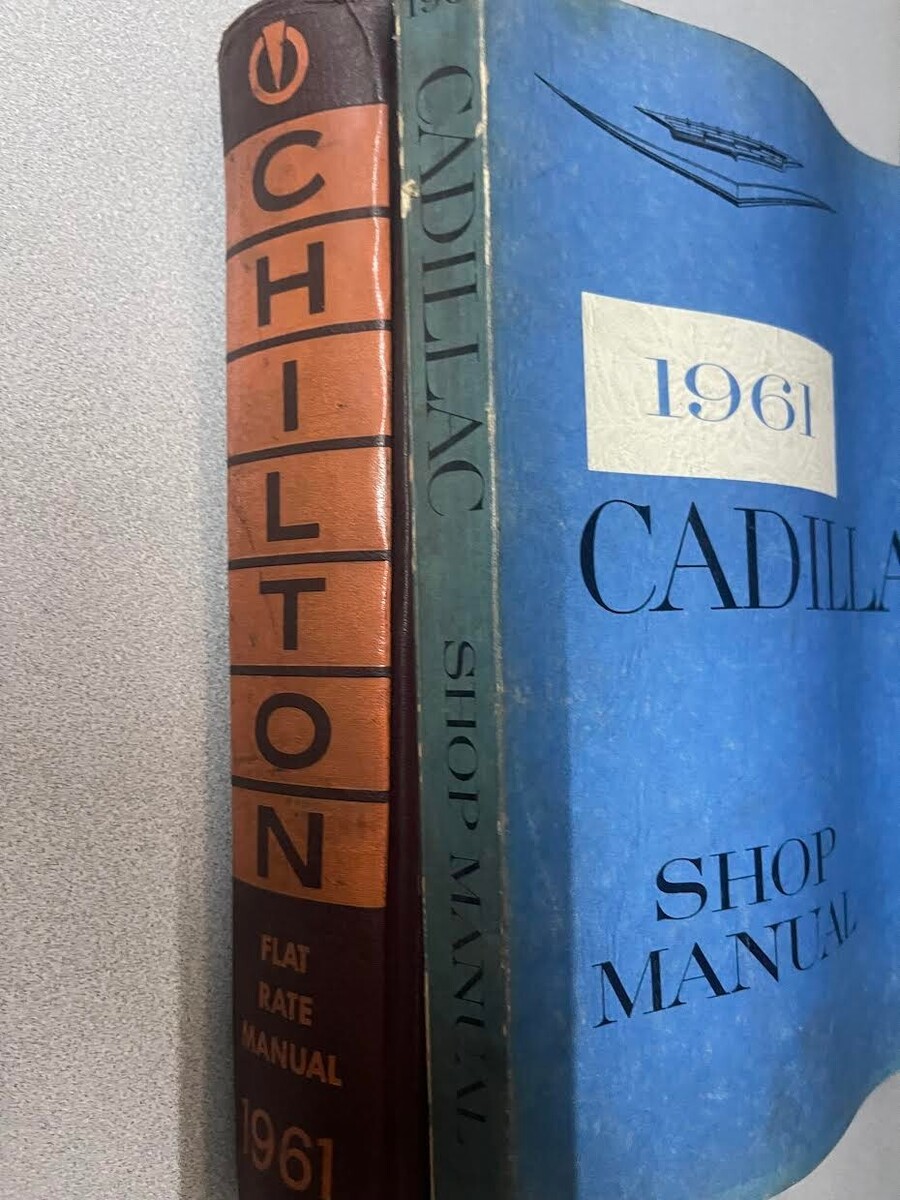 CHILTON
FLAT
RATE
MANUAL
1961
CADILLAC SHOP MANUAL
1961
CADILLA
SHOP
MANUAL